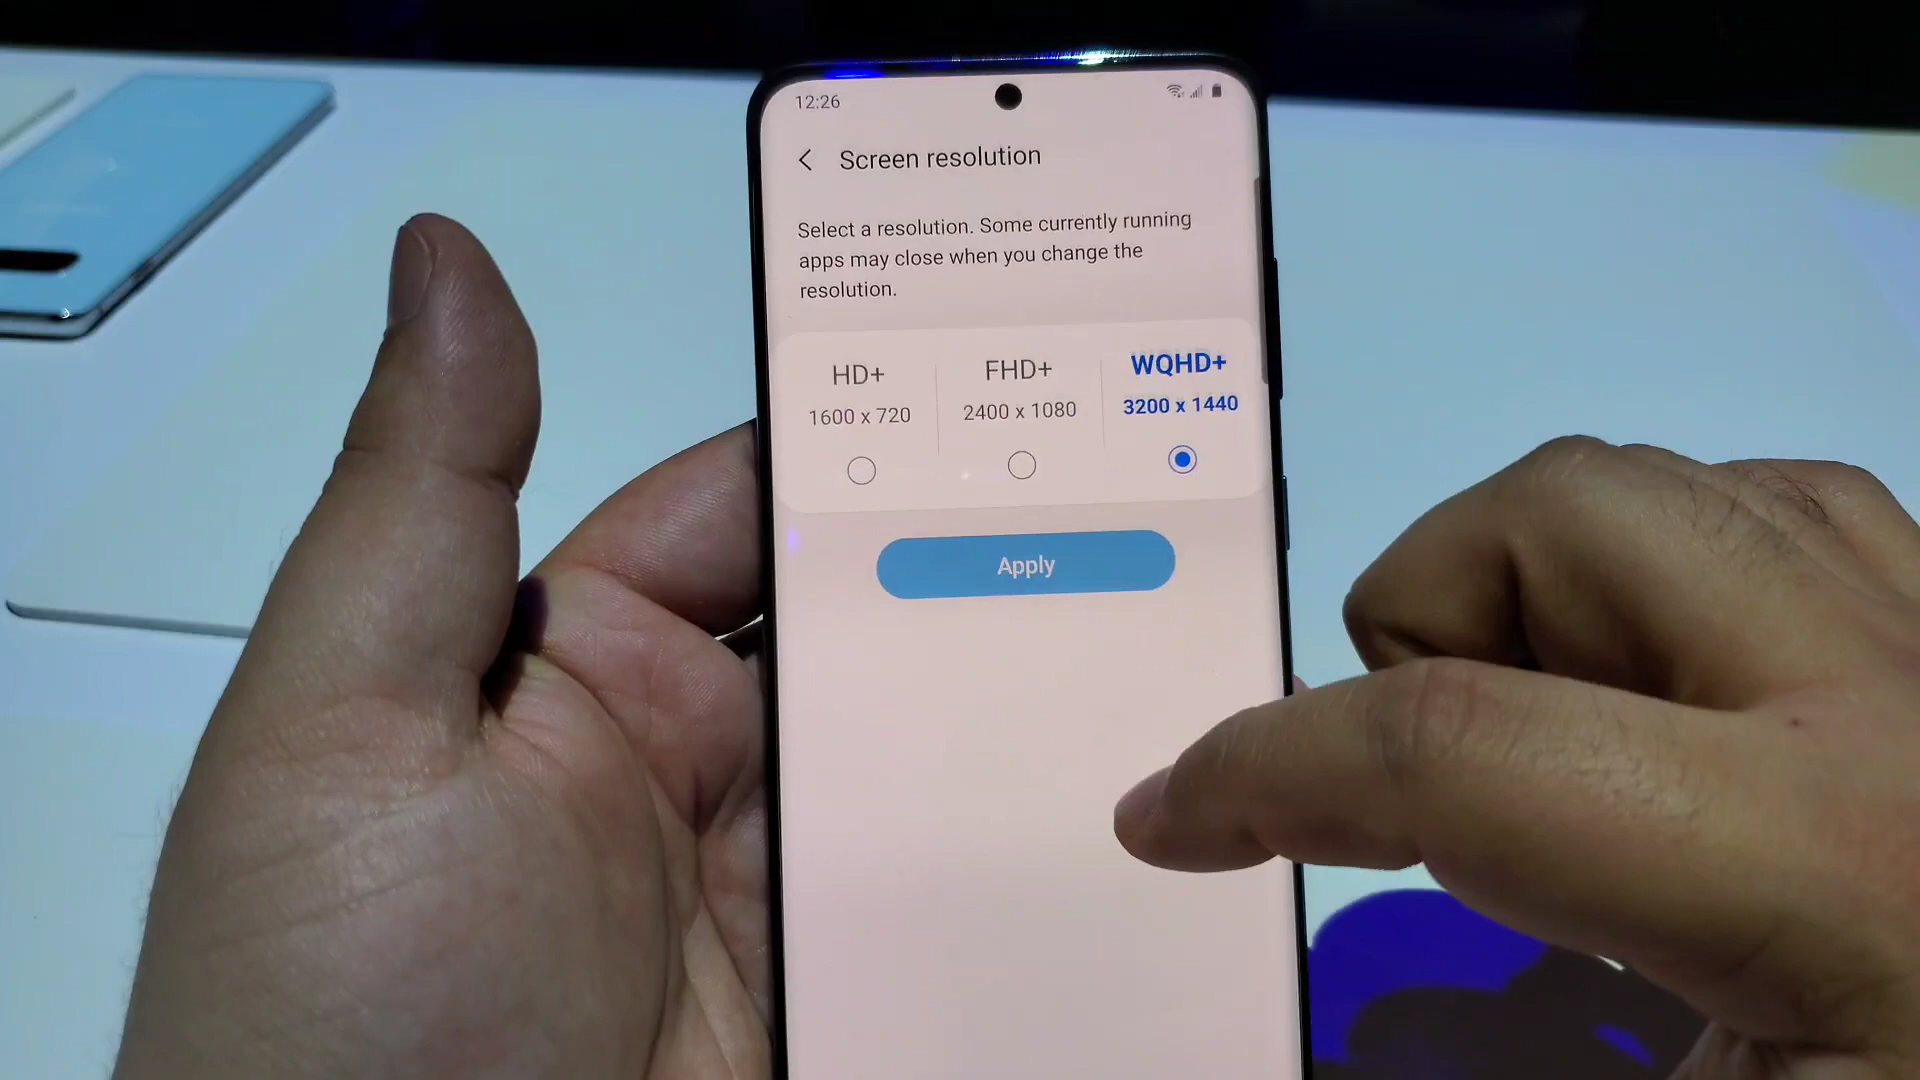 12:26
Screen resolution
Select a resolution. Some currently running
apps may close when you change the
resolution.
HD+ FHD+ WQHD+
1600 x 720 2400 x 1080 3200 x 1440
Apply